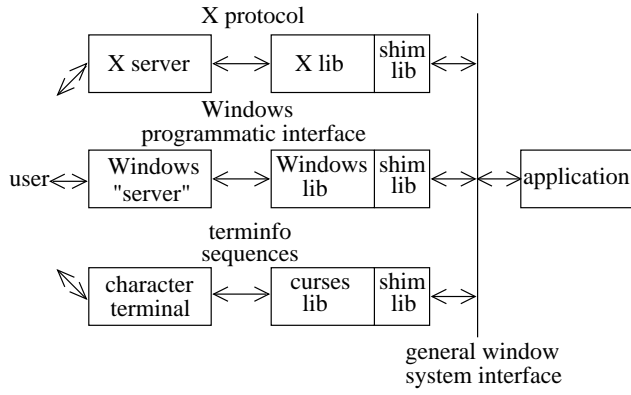 X protocol
X server
X lib
shim
lib
Windows
programmatic interface
user
Windows
"server"
Windows
lib
shim
lib
application
terminfo
sequences
character
terminal
curses
lib
shim
lib
general window
system interface